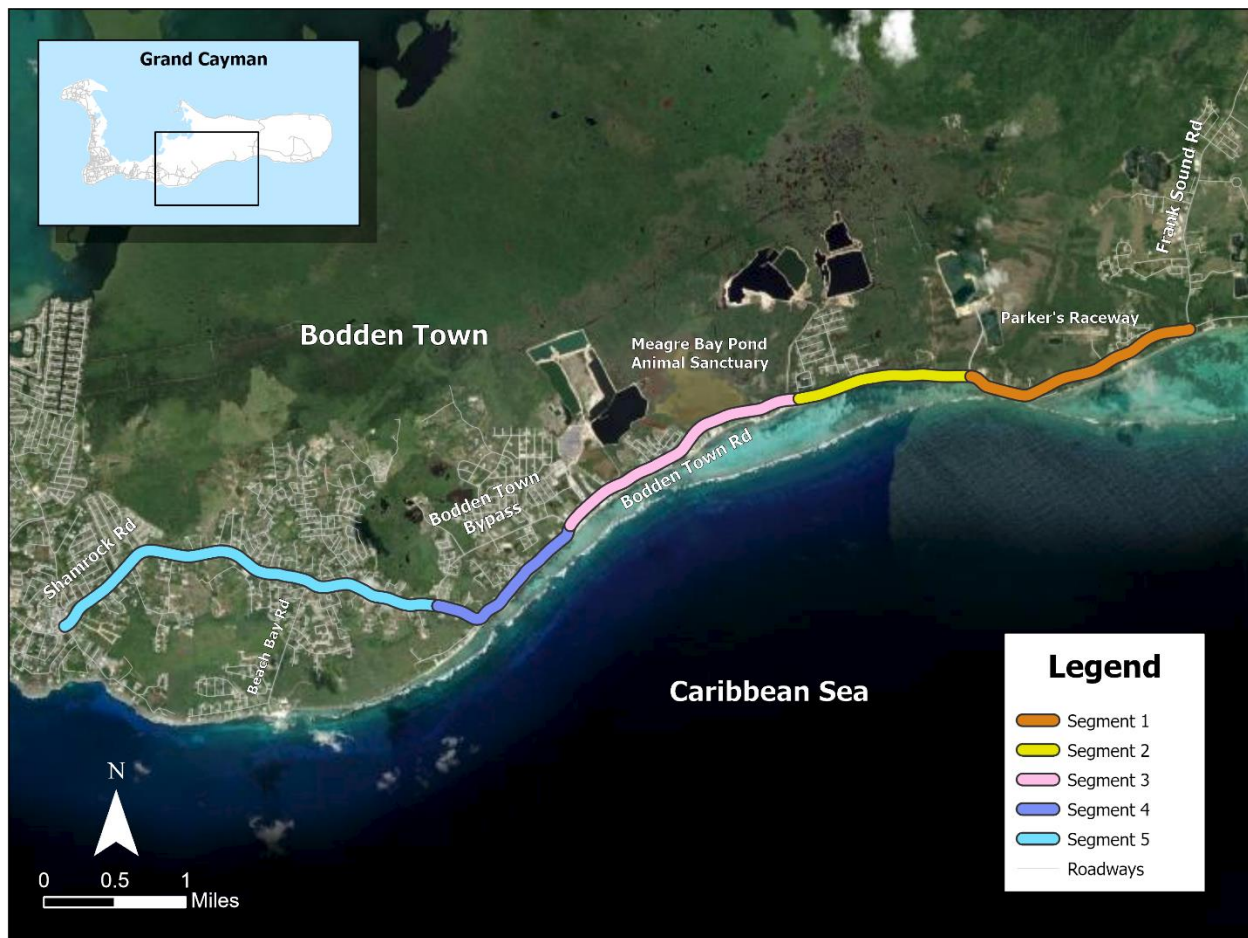 Grand Cayman
Frank Sound Rd
Parker's Raceway
Bodden Town
Meagre Bay Pond
Animal Sanctuary
Bodden Town Rd
Bodden Town
Bypass
Shamrock Rd
Beach Bay Rd
Caribbean Sea
Legend
Segment 1
Segment 2
Segment 3
Segment 4
Segment 5
Roadways
N
0 0.5 1
Miles